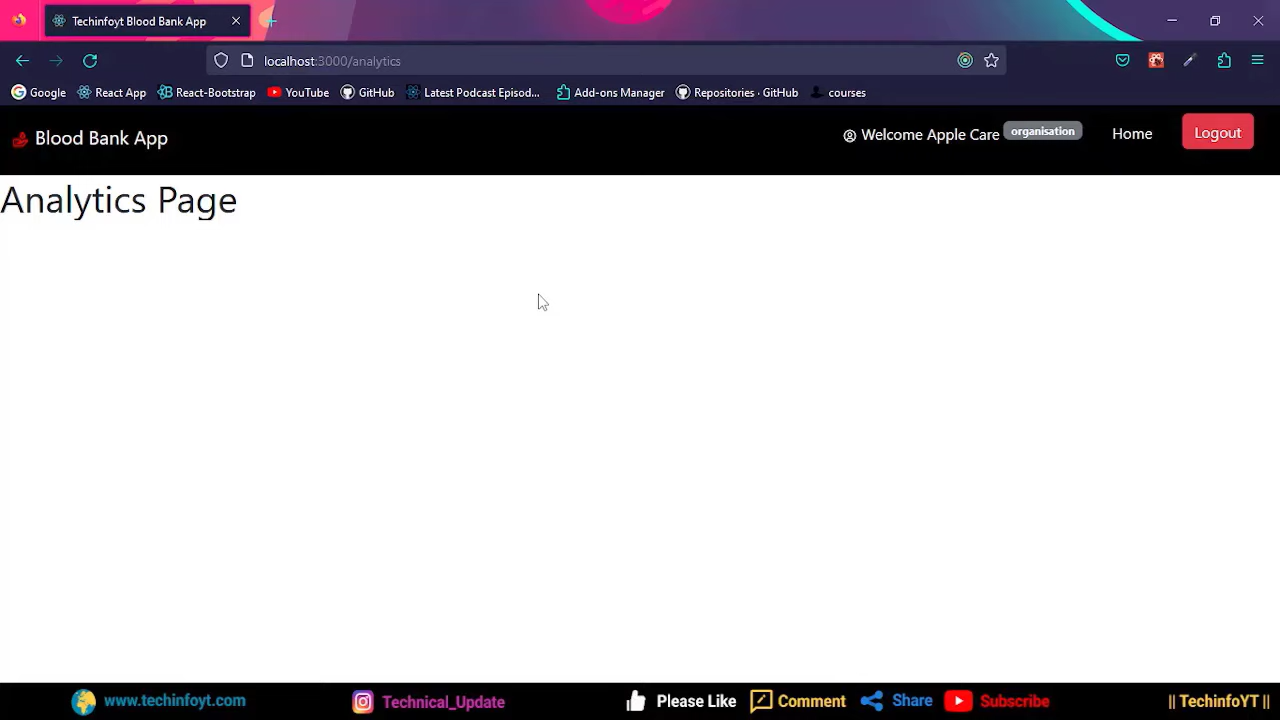 Techinfoyt Blood Bank App
localhost:3000/analytics
Google React App React-Bootstrap YouTube GitHub Latest Podcast Episod... Add-ons Manager Repositories · GitHub courses
Blood Bank App Welcome Apple Care organisation Home Logout
Analytics Page
www.techinfoyt.com Technical_Update Please Like Comment Share Subscribe || TechinfoYT ||